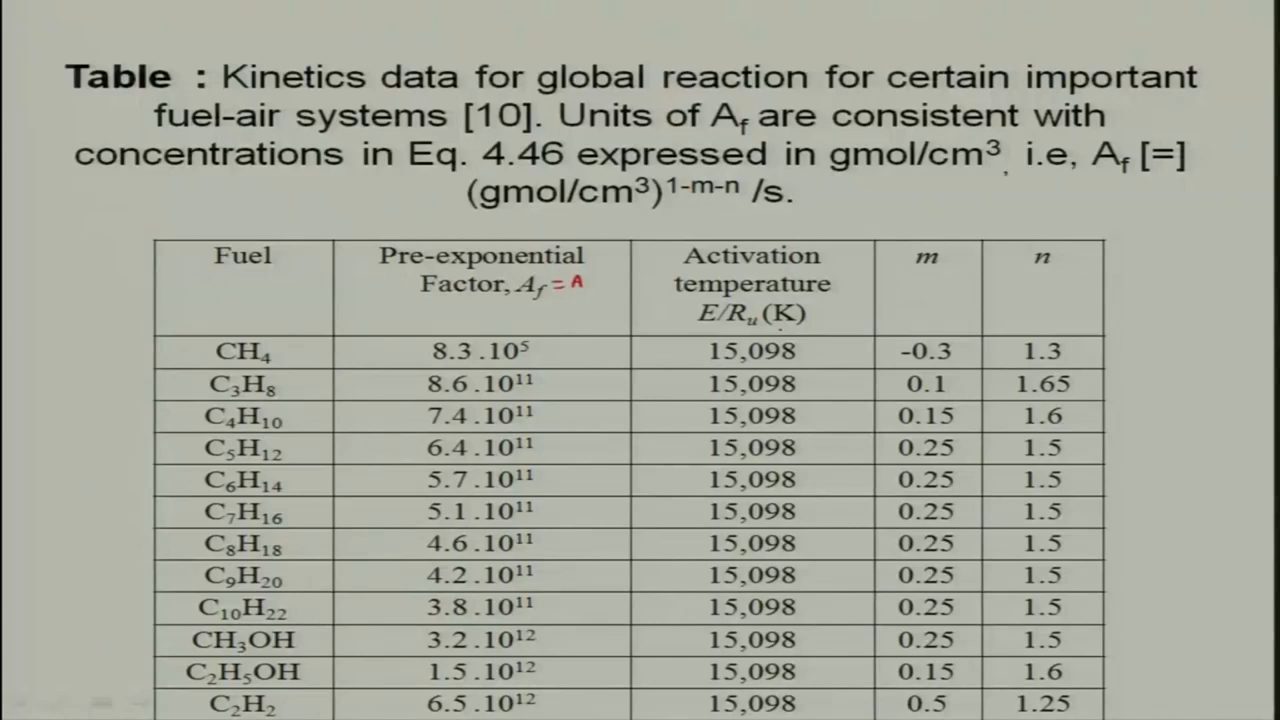 Table : Kinetics data for global reaction for certain important
fuel-air systems [10]. Units of A_f are consistent with
concentrations in Eq. 4.46 expressed in gmol/cm³, i.e, A_f [=]
(gmol/cm³)^1-m-n /s.
Fuel Pre-exponential Factor, A_f = A Activation temperature E/R_u (K) m n
CH₄ 8.3 .10⁵ 15,098 -0.3 1.3
C₃H₈ 8.6 .10¹¹ 15,098 0.1 1.65
C₄H₁₀ 7.4 .10¹¹ 15,098 0.15 1.6
C₅H₁₂ 6.4 .10¹¹ 15,098 0.25 1.5
C₆H₁₄ 5.7 .10¹¹ 15,098 0.25 1.5
C₇H₁₆ 5.1 .10¹¹ 15,098 0.25 1.5
C₈H₁₈ 4.6 .10¹¹ 15,098 0.25 1.5
C₉H₂₀ 4.2 .10¹¹ 15,098 0.25 1.5
C₁₀H₂₂ 3.8 .10¹¹ 15,098 0.25 1.5
CH₃OH 3.2 .10¹² 15,098 0.25 1.5
C₂H₅OH 1.5 .10¹² 15,098 0.15 1.6
C₂H₂ 6.5 .10¹² 15,098 0.5 1.25